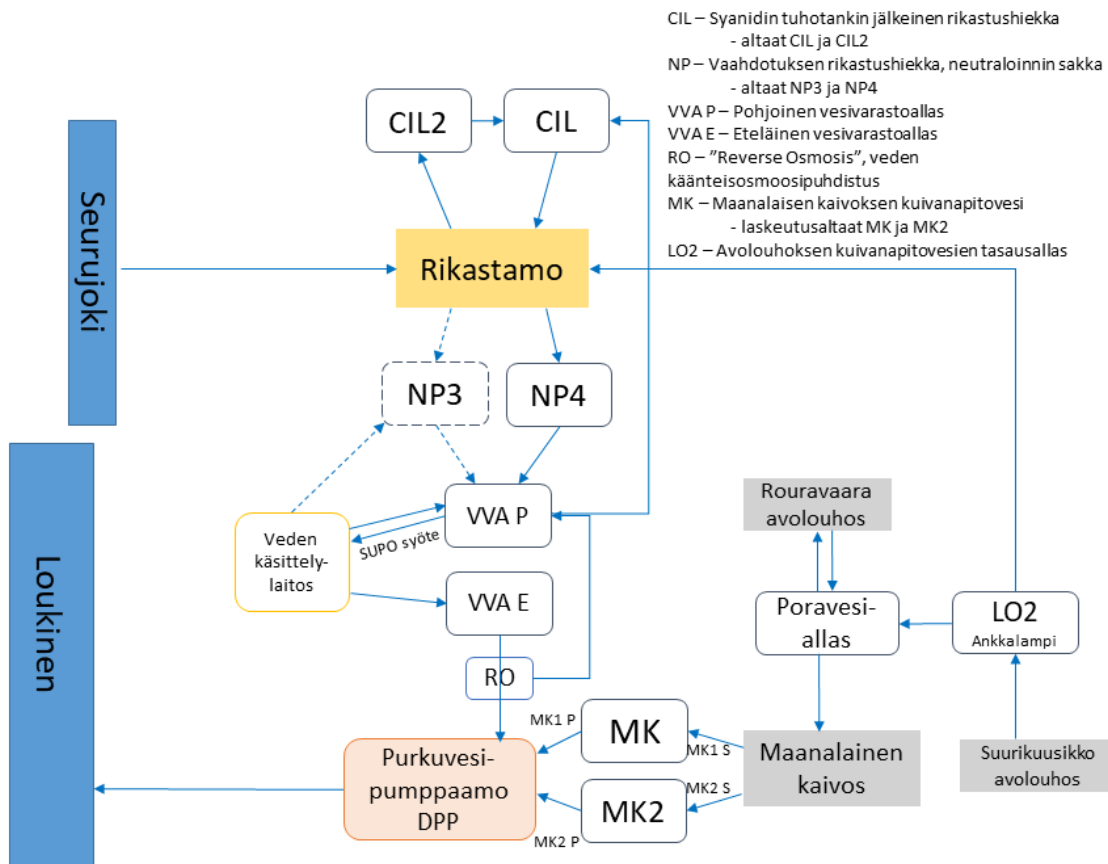 CIL – Syanidin tuhotankin jälkeinen rikastushiekka
- altaat CIL ja CIL2
NP – Vaahdotuksen rikastushiekka, neutraloinnin sakka
- altaat NP3 ja NP4
VVA P – Pohjoinen vesivarastoallas
VVA E – Eteläinen vesivarastoallas
RO – ”Reverse Osmosis”, veden
käänteisosmoosipuhdistus
MK – Maanalaisen kaivoksen kuivanapitovesi
- laskeutusaltaat MK ja MK2
LO2 – Avolouhoksen kuivanapitovesien tasausallas
CIL2
CIL
Seurujoki
Rikastamo
NP3
NP4
Loukinen
VVA P
SUPO syöte
Veden
käsittely-
laitos
VVA E
RO
Rouravaara
avolouhos
Poravesi-
allas
LO2
Ankkalampi
MK1 P
MK
MK1 S
Purkuvesi-
pumppaamo
DPP
MK2 P
MK2
MK2 S
Maanalainen
kaivos
Suurikuusikko
avolouhos